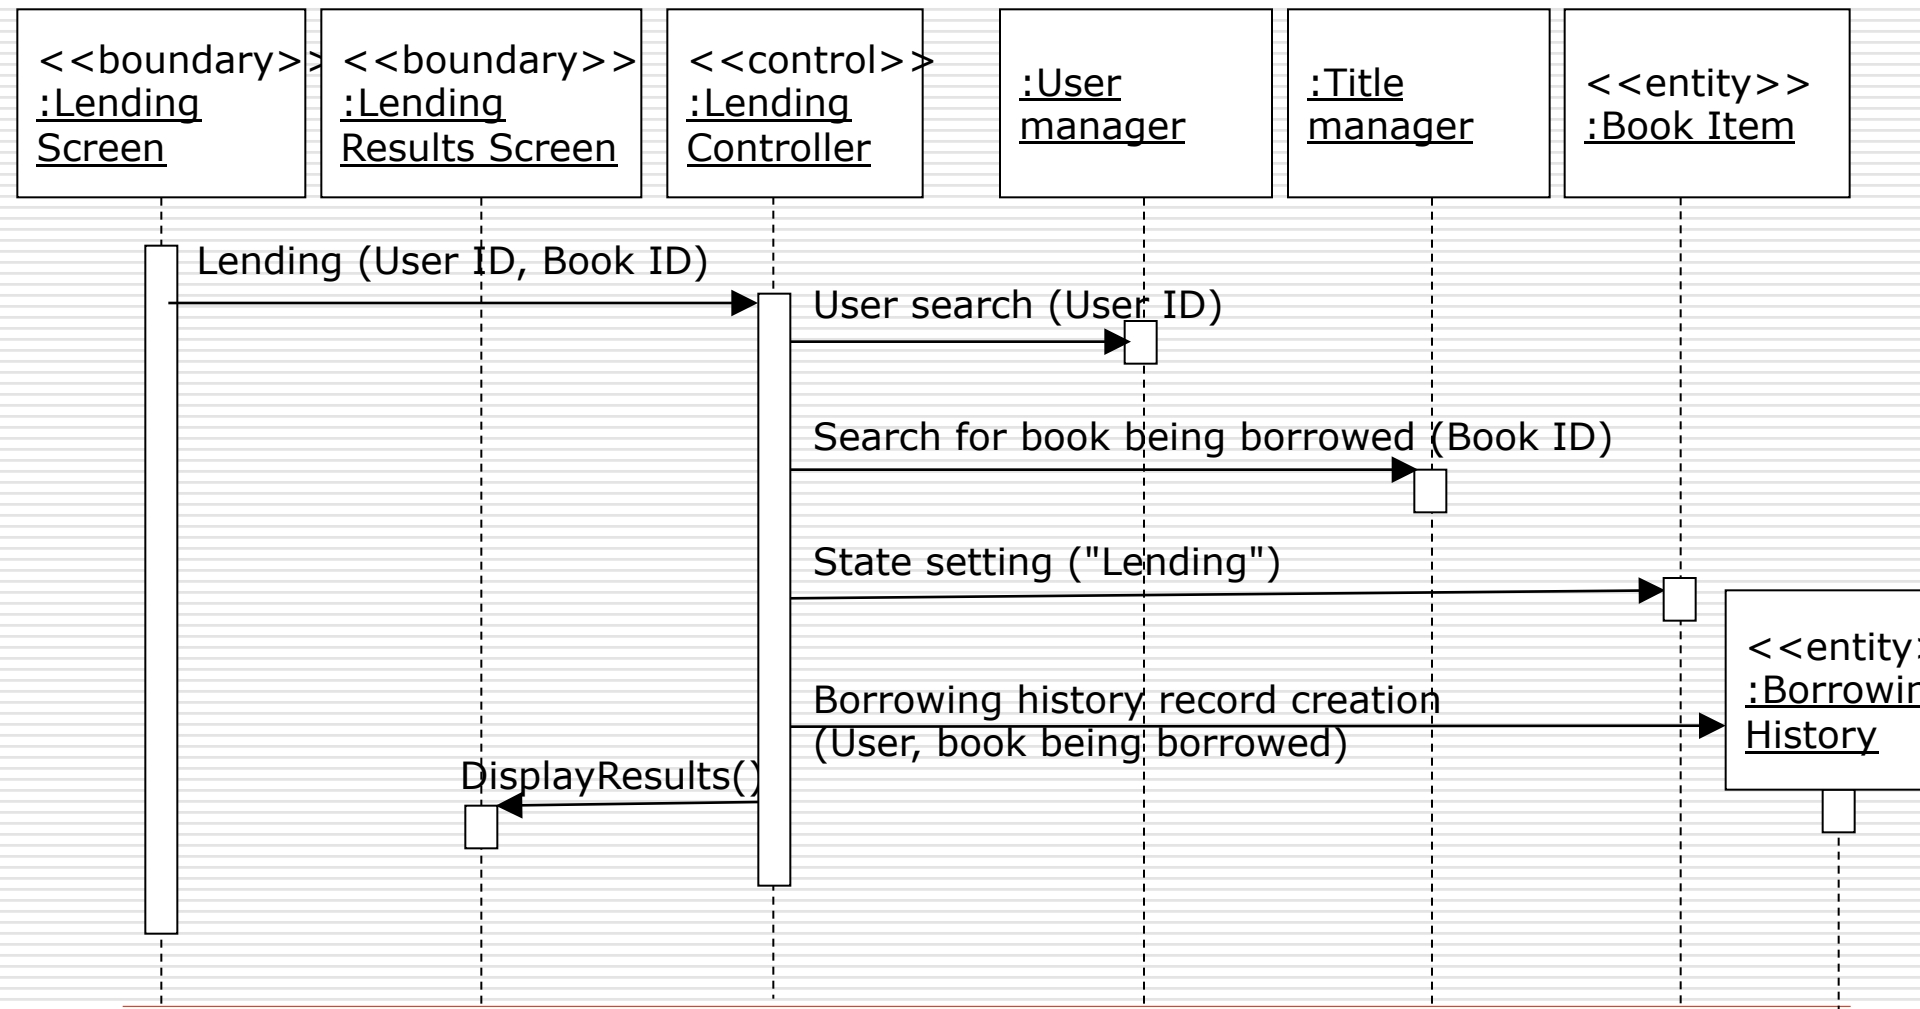 <<boundary>>
:Lending
Screen
<<boundary>>
:Lending
Results Screen
<<control>>
:Lending
Controller
:User
manager
:Title
manager
<<entity>>
:Book Item
Lending (User ID, Book ID)
User search (User ID)
Search for book being borrowed (Book ID)
State setting ("Lending")
<<entity>
:Borrowin
History
Borrowing history record creation
(User, book being borrowed)
DisplayResults()